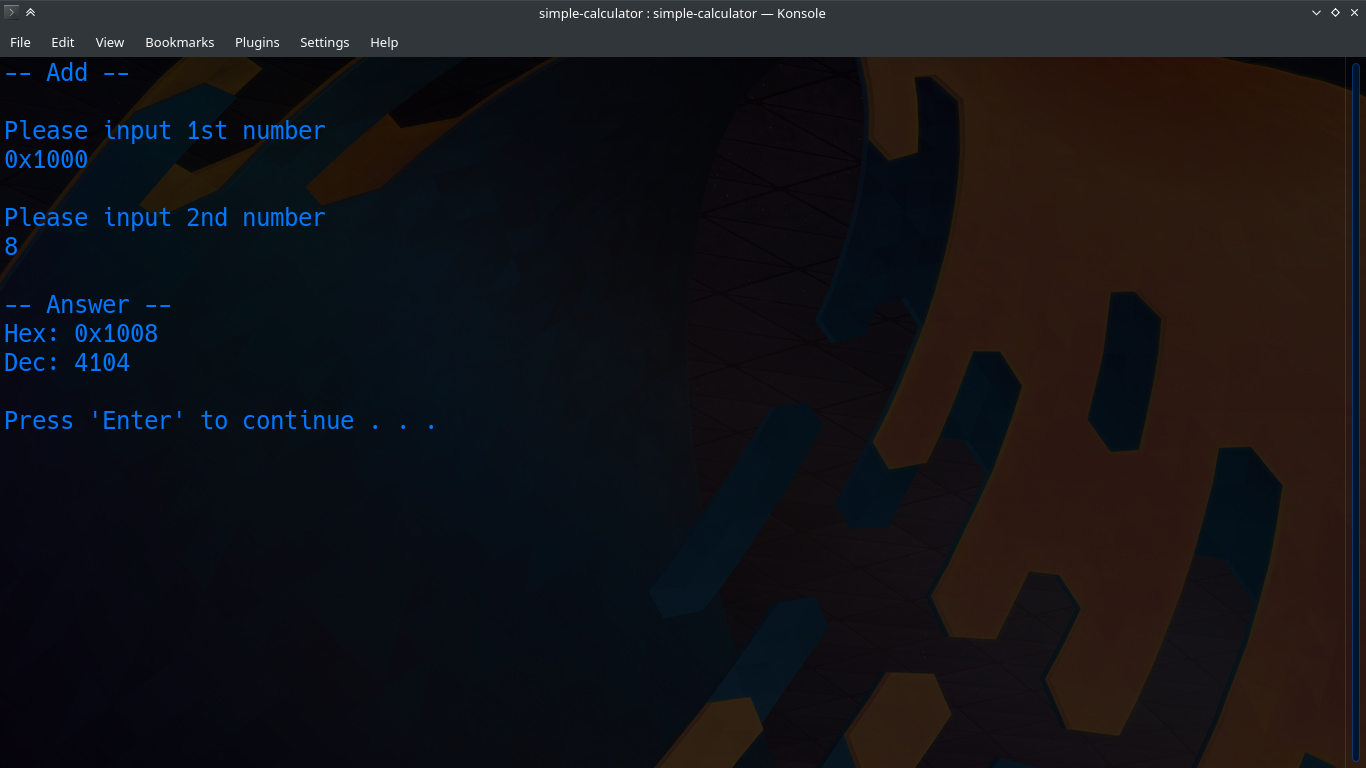 simple-calculator : simple-calculator — Konsole
File Edit View Bookmarks Plugins Settings Help
-- Add --
Please input 1st number
0x1000
Please input 2nd number
8
-- Answer --
Hex: 0x1008
Dec: 4104
Press 'Enter' to continue . . .